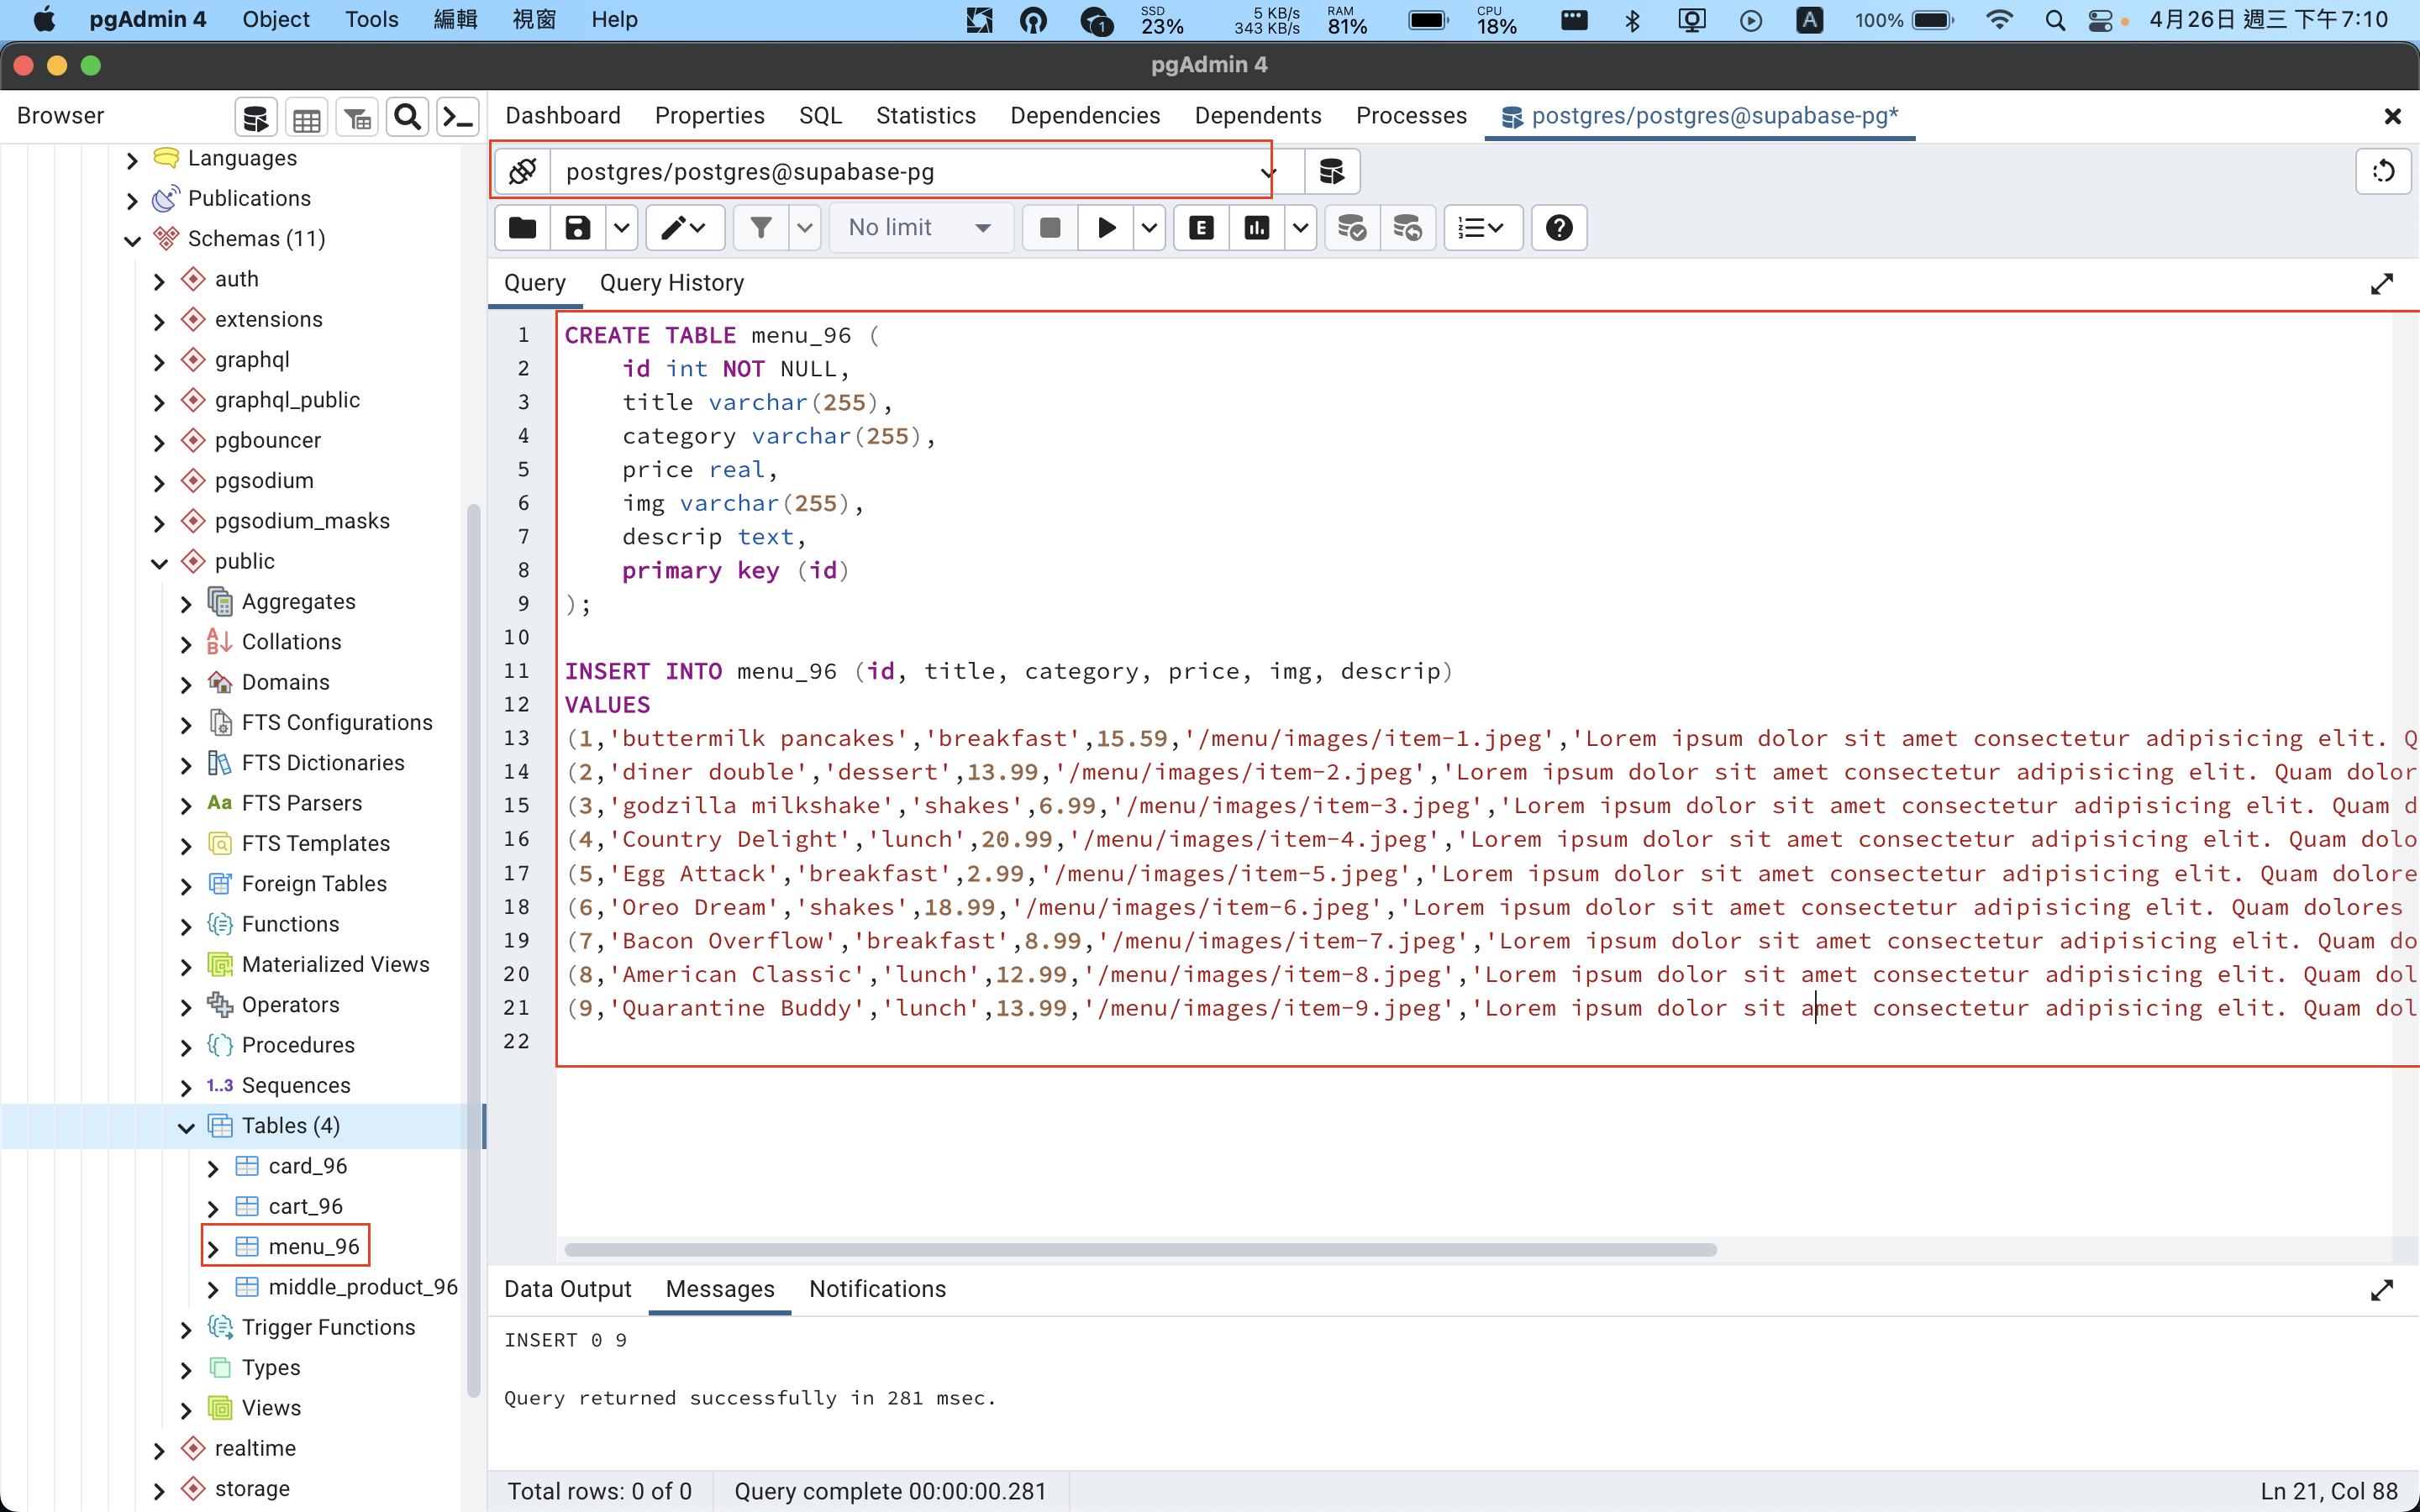 pgAdmin 4 Object Tools 編輯 視窗 Help 1 SSD 23% 5 KB/s 343 KB/s RAM 81% CPU 18% A 100% 4月26日 週三 下午7:10
pgAdmin 4
Browser
Dashboard Properties SQL Statistics Dependencies Dependents Processes postgres/postgres@supabase-pg*
Languages
Publications
Schemas (11)
auth
extensions
graphql
graphql_public
pgbouncer
pgsodium
pgsodium_masks
public
Aggregates
Collations
Domains
FTS Configurations
FTS Dictionaries
Aa FTS Parsers
FTS Templates
Foreign Tables
Functions
Materialized Views
Operators
Procedures
1..3 Sequences
Tables (4)
card_96
cart_96
menu_96
middle_product_96
Trigger Functions
Types
Views
realtime
storage
postgres/postgres@supabase-pg
No limit E
Query Query History
1 CREATE TABLE menu_96 (
2 id int NOT NULL,
3 title varchar(255),
4 category varchar(255),
5 price real,
6 img varchar(255),
7 descrip text,
8 primary key (id)
9 );
10
11 INSERT INTO menu_96 (id, title, category, price, img, descrip)
12 VALUES
13 (1,'buttermilk pancakes','breakfast',15.59,'/menu/images/item-1.jpeg','Lorem ipsum dolor sit amet consectetur adipisicing elit. Q
14 (2,'diner double','dessert',13.99,'/menu/images/item-2.jpeg','Lorem ipsum dolor sit amet consectetur adipisicing elit. Quam dolor
15 (3,'godzilla milkshake','shakes',6.99,'/menu/images/item-3.jpeg','Lorem ipsum dolor sit amet consectetur adipisicing elit. Quam d
16 (4,'Country Delight','lunch',20.99,'/menu/images/item-4.jpeg','Lorem ipsum dolor sit amet consectetur adipisicing elit. Quam dolo
17 (5,'Egg Attack','breakfast',2.99,'/menu/images/item-5.jpeg','Lorem ipsum dolor sit amet consectetur adipisicing elit. Quam dolore
18 (6,'Oreo Dream','shakes',18.99,'/menu/images/item-6.jpeg','Lorem ipsum dolor sit amet consectetur adipisicing elit. Quam dolores
19 (7,'Bacon Overflow','breakfast',8.99,'/menu/images/item-7.jpeg','Lorem ipsum dolor sit amet consectetur adipisicing elit. Quam do
20 (8,'American Classic','lunch',12.99,'/menu/images/item-8.jpeg','Lorem ipsum dolor sit amet consectetur adipisicing elit. Quam dol
21 (9,'Quarantine Buddy','lunch',13.99,'/menu/images/item-9.jpeg','Lorem ipsum dolor sit amet consectetur adipisicing elit. Quam dol
22
Data Output Messages Notifications
INSERT 0 9
Query returned successfully in 281 msec.
Total rows: 0 of 0 Query complete 00:00:00.281 Ln 21, Col 88